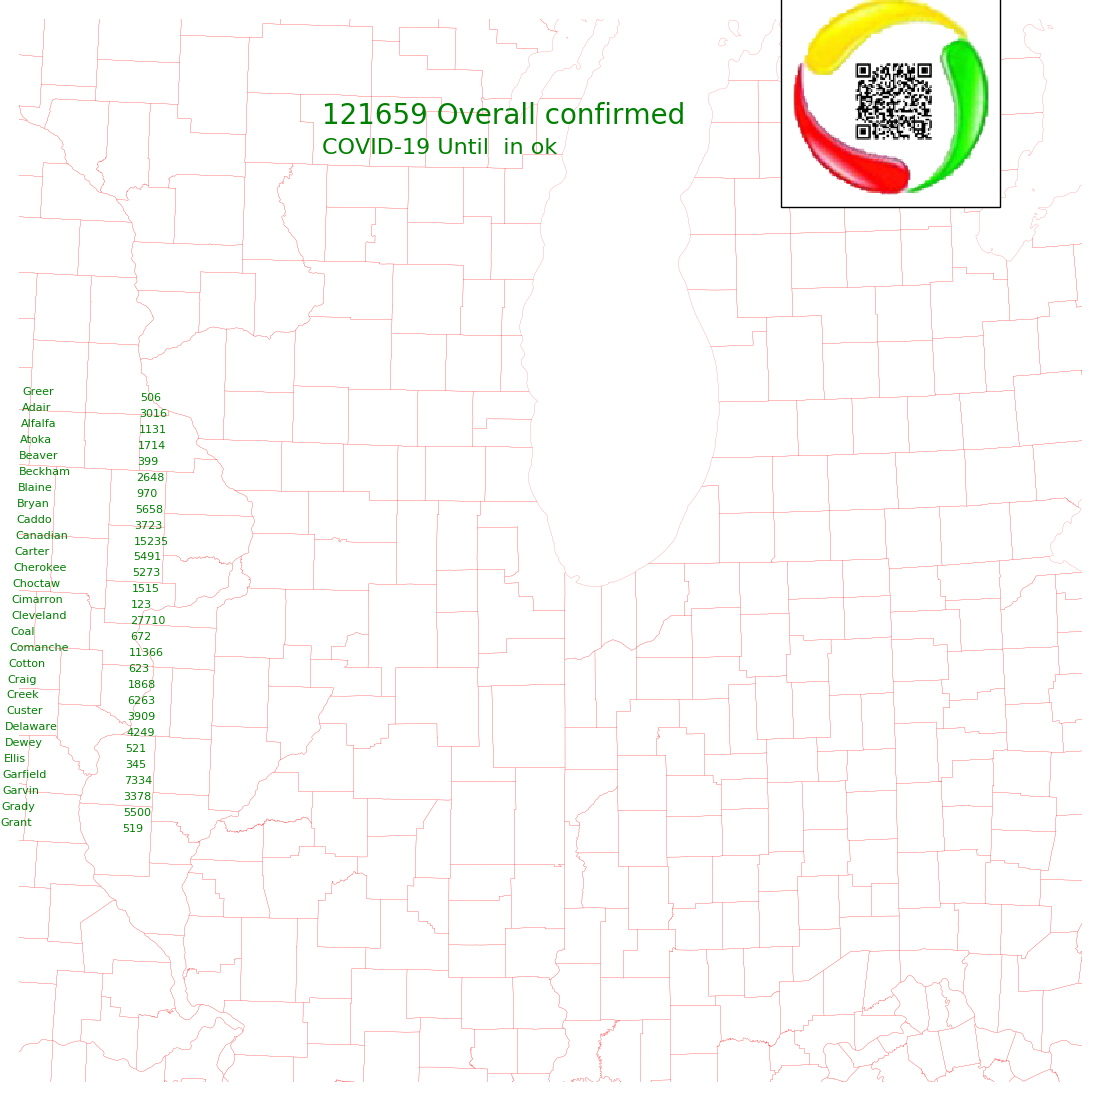 121659 Overall confirmed
COVID-19 Until  in ok
Greer 506
Adair 3016
Alfalfa 1131
Atoka 1714
Beaver 399
Beckham 2648
Blaine 970
Bryan 5658
Caddo 3723
Canadian 15235
Carter 5491
Cherokee 5273
Choctaw 1515
Cimarron 123
Cleveland 27710
Coal 672
Comanche 11366
Cotton 623
Craig 1868
Creek 6263
Custer 3909
Delaware 4249
Dewey 521
Ellis 345
Garfield 7334
Garvin 3378
Grady 5500
Grant 519